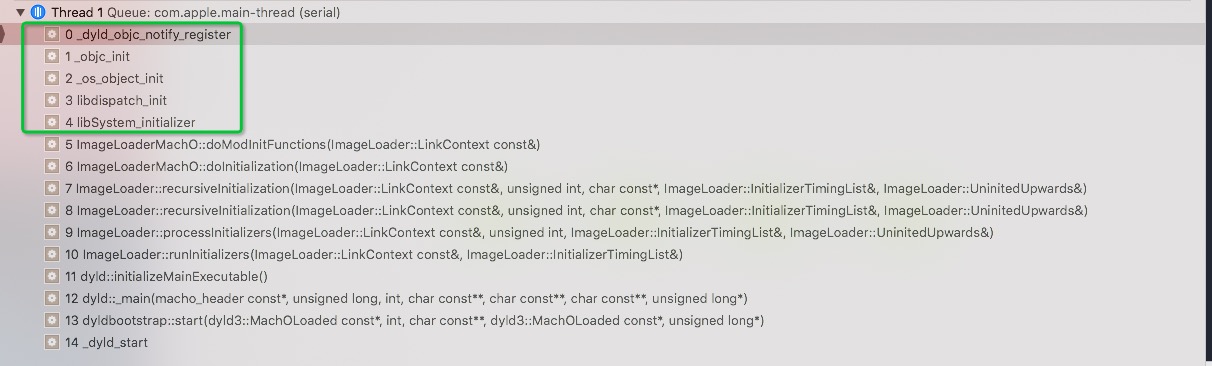 Thread 1 Queue: com.apple.main-thread (serial)
0 _dyld_objc_notify_register
1 _objc_init
2 _os_object_init
3 libdispatch_init
4 libSystem_initializer
5 ImageLoaderMachO::doModInitFunctions(ImageLoader::LinkContext const&)
6 ImageLoaderMachO::doInitialization(ImageLoader::LinkContext const&)
7 ImageLoader::recursiveInitialization(ImageLoader::LinkContext const&, unsigned int, char const*, ImageLoader::InitializerTimingList&, ImageLoader::UninitedUpwards&)
8 ImageLoader::recursiveInitialization(ImageLoader::LinkContext const&, unsigned int, char const*, ImageLoader::InitializerTimingList&, ImageLoader::UninitedUpwards&)
9 ImageLoader::processInitializers(ImageLoader::LinkContext const&, unsigned int, ImageLoader::InitializerTimingList&, ImageLoader::UninitedUpwards&)
10 ImageLoader::runInitializers(ImageLoader::LinkContext const&, ImageLoader::InitializerTimingList&)
11 dyld::initializeMainExecutable()
12 dyld::_main(macho_header const*, unsigned long, int, char const**, char const**, char const**, unsigned long*)
13 dyldbootstrap::start(dyld3::MachOLoaded const*, int, char const**, dyld3::MachOLoaded const*, unsigned long*)
14 _dyld_start